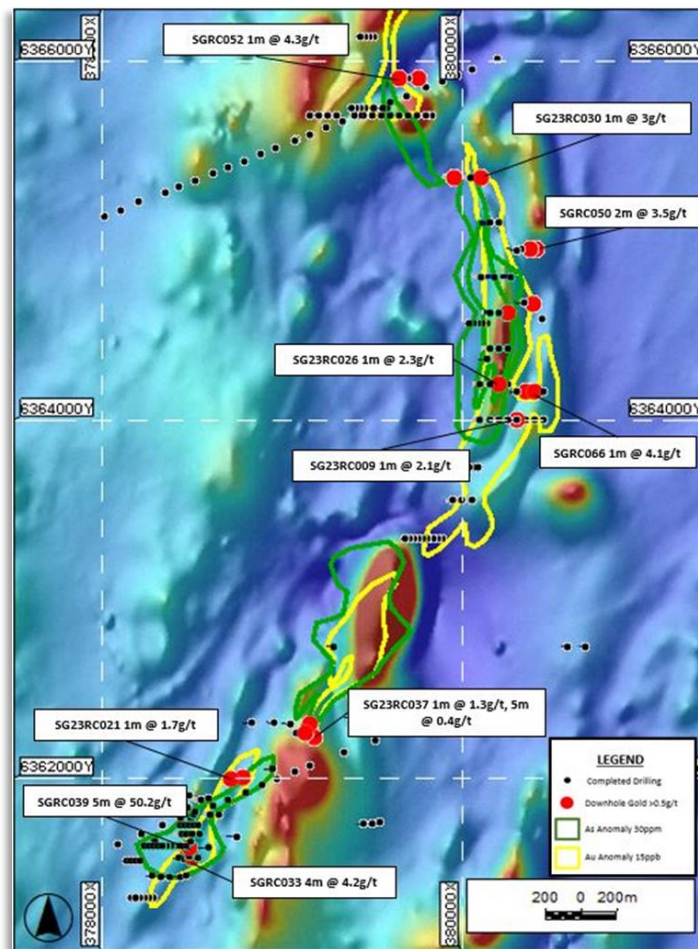 SGRC052 1m @ 4.3g/t
6366000Y
6366000Y
380000X
SG23RC030 1m @ 3g/t
SGRC050 2m @ 3.5g/t
SG23RC026 1m @ 2.3g/t
6364000Y
6364000Y
SG23RC009 1m @ 2.1g/t
SGRC066 1m @ 4.1g/t
SG23RC037 1m @ 1.3g/t, 5m
@ 0.4g/t
SG23RC021 1m @ 1.7g/t
6362000Y
6362000Y
SGRC039 5m @ 50.2g/t
SGRC033 4m @ 4.2g/t
LEGEND
Completed Drilling
Downhole Gold >0.5g/t
As Anomaly 30ppm
Au Anomaly 15ppb
200 0 200m
378000X
380000X